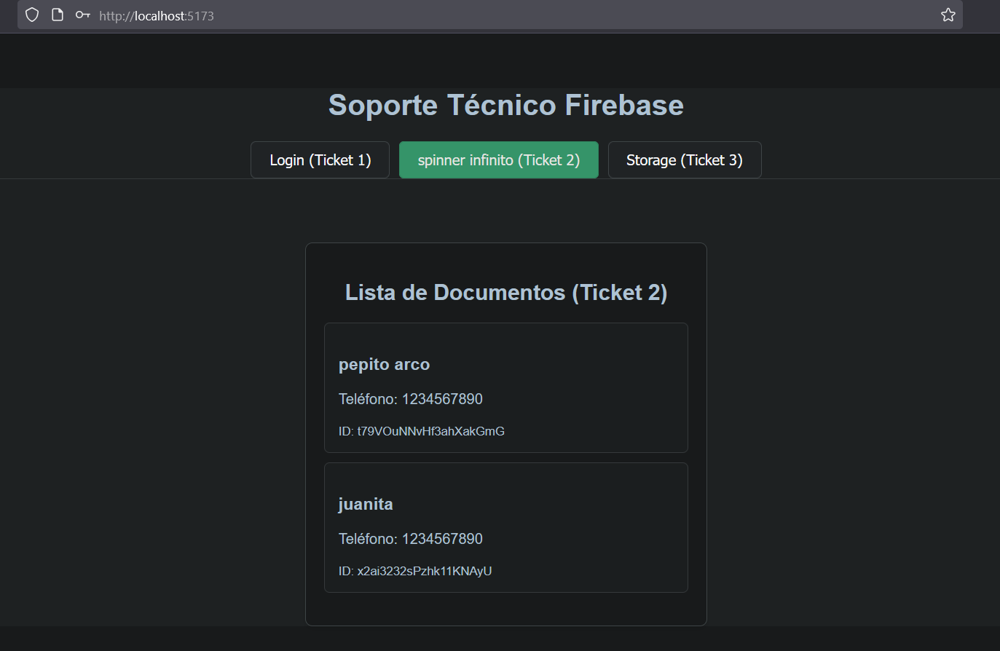 http://localhost:5173
Soporte Técnico Firebase
Login (Ticket 1)
spinner infinito (Ticket 2)
Storage (Ticket 3)
Lista de Documentos (Ticket 2)
pepito arco
Teléfono: 1234567890
ID: t79VOuNNvHf3ahXakGmG
juanita
Teléfono: 1234567890
ID: x2ai3232sPzhk11KNAyU